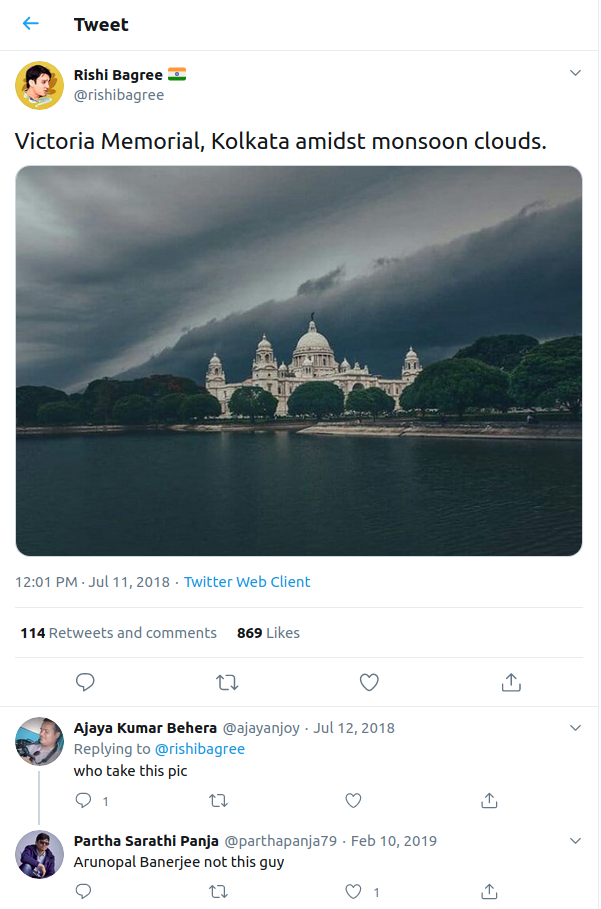 Tweet
Rishi Bagree 🇮🇳
@rishibagree
Victoria Memorial, Kolkata amidst monsoon clouds.
12:01 PM · Jul 11, 2018 · Twitter Web Client
114 Retweets and comments 869 Likes
Ajaya Kumar Behera @ajayanjoy · Jul 12, 2018
Replying to @rishibagree
who take this pic
1
Partha Sarathi Panja @parthapanja79 · Feb 10, 2019
Arunopal Banerjee not this guy
1